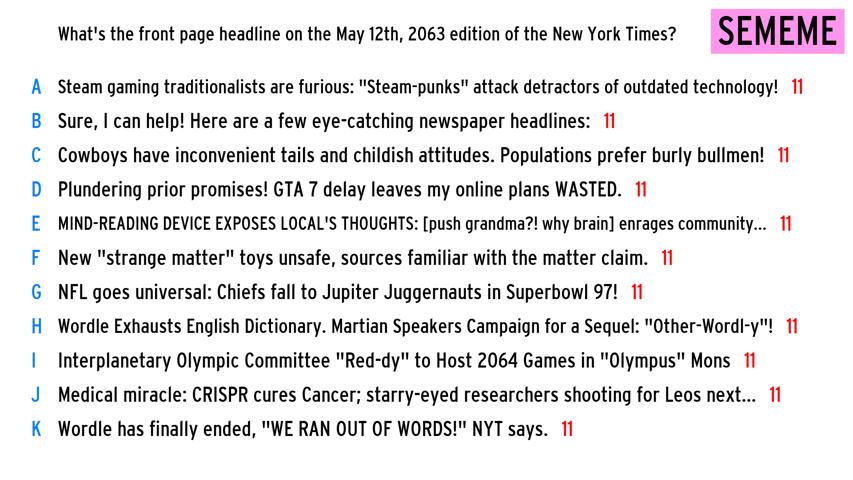 What's the front page headline on the May 12th, 2063 edition of the New York Times?
SEMEME
A Steam gaming traditionalists are furious: "Steam-punks" attack detractors of outdated technology! 11
B Sure, I can help! Here are a few eye-catching newspaper headlines: 11
C Cowboys have inconvenient tails and childish attitudes. Populations prefer burly bullmen! 11
D Plundering prior promises! GTA 7 delay leaves my online plans WASTED. 11
E MIND-READING DEVICE EXPOSES LOCAL'S THOUGHTS: [push grandma?! why brain] enrages community... 11
F New "strange matter" toys unsafe, sources familiar with the matter claim. 11
G NFL goes universal: Chiefs fall to Jupiter Juggernauts in Superbowl 97! 11
H Wordle Exhausts English Dictionary. Martian Speakers Campaign for a Sequel: "Other-Wordl-y"! 11
I Interplanetary Olympic Committee "Red-dy" to Host 2064 Games in "Olympus" Mons 11
J Medical miracle: CRISPR cures Cancer; starry-eyed researchers shooting for Leos next... 11
K Wordle has finally ended, "WE RAN OUT OF WORDS!" NYT says. 11